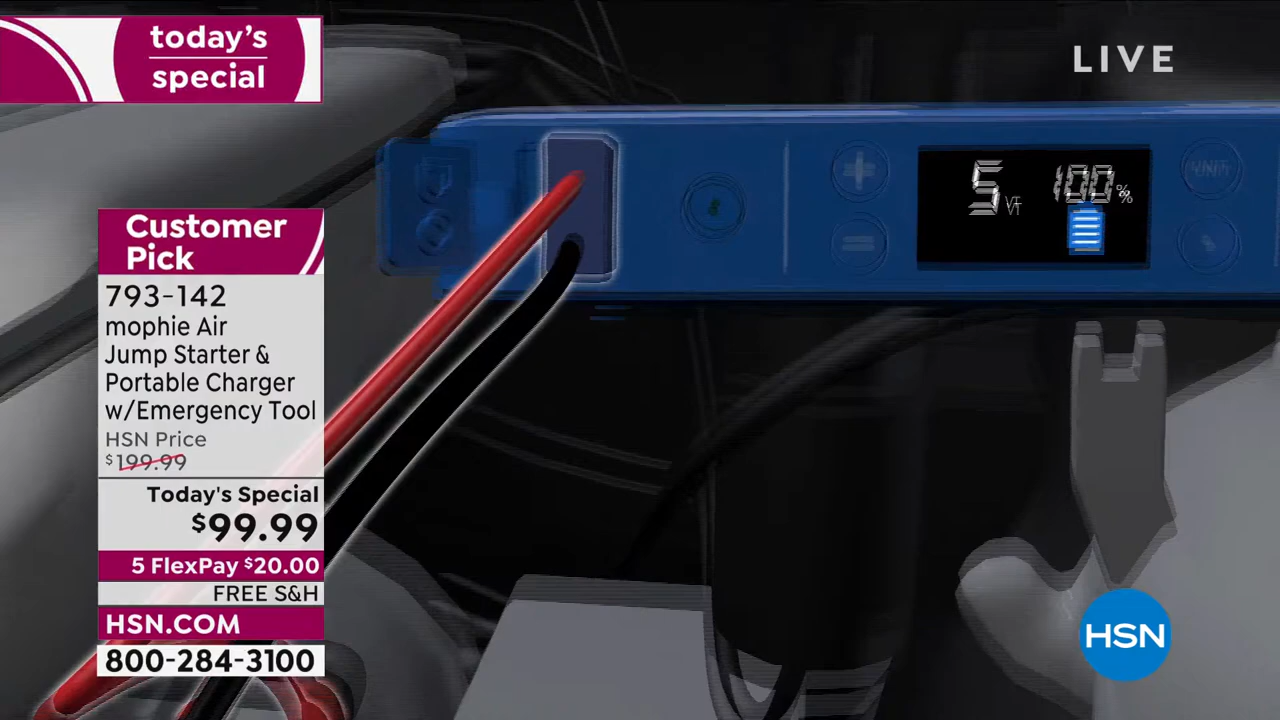 today's
special
LIVE
Customer
Pick
793-142
mophie Air
Jump Starter &
Portable Charger
w/Emergency Tool
HSN Price
$199.99
Today's Special
$99.99
5 FlexPay $20.00
FREE S&H
HSN.COM
800-284-3100
+
=
5
100%
UNIT
HSN